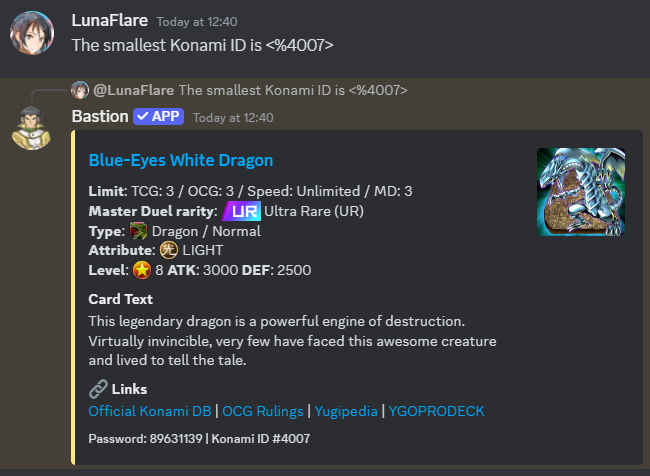 LunaFlare Today at 12:40
The smallest Konami ID is <%4007>
@LunaFlare The smallest Konami ID is <%4007>
Bastion ✓ APP Today at 12:40
Blue-Eyes White Dragon
Limit: TCG: 3 / OCG: 3 / Speed: Unlimited / MD: 3
Master Duel rarity: UR Ultra Rare (UR)
Type: Dragon / Normal
Attribute: 光 LIGHT
Level: 8 ATK: 3000 DEF: 2500
Card Text
This legendary dragon is a powerful engine of destruction.
Virtually invincible, very few have faced this awesome creature
and lived to tell the tale.
Links
Official Konami DB | OCG Rulings | Yugipedia | YGOPRODECK
Password: 89631139 | Konami ID #4007